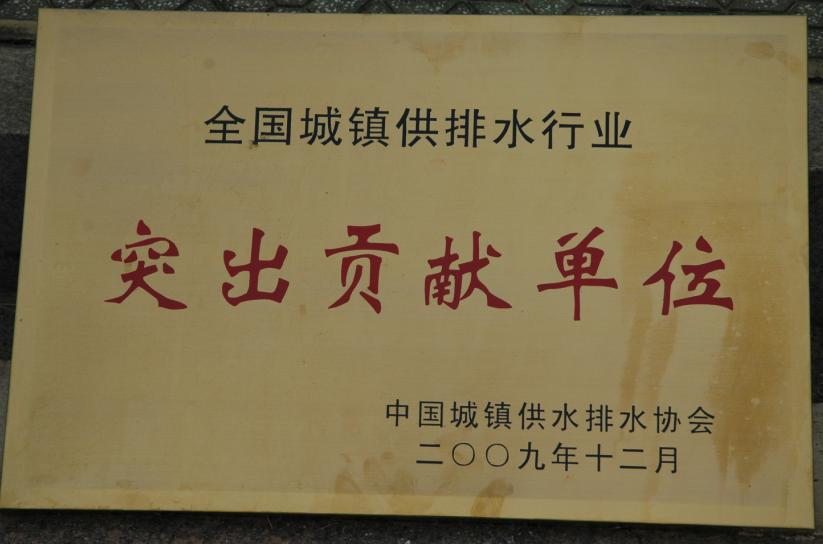 全国城镇供排水行业
突出贡献单位
中国城镇供水排水协会
二〇〇九年十二月